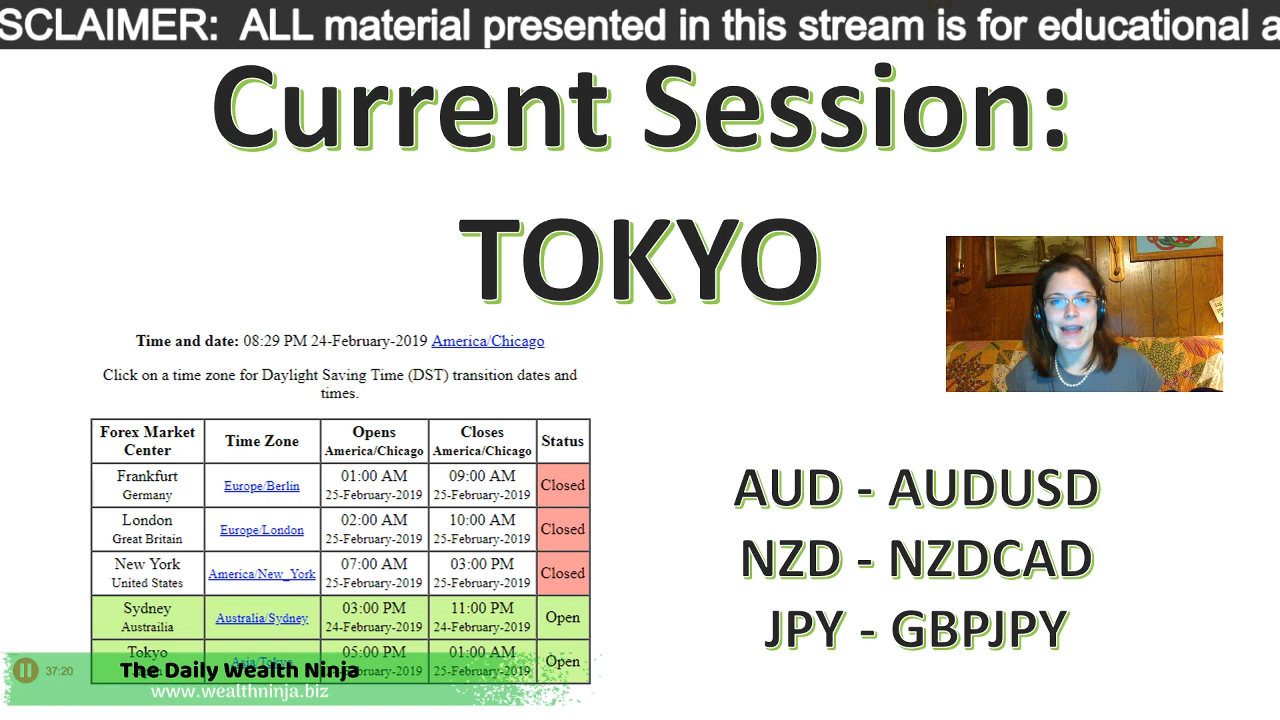 SCLAIMER: ALL material presented in this stream is for educational a
Current Session:
TOKYO
Time and date: 08:29 PM 24-February-2019 America/Chicago
Click on a time zone for Daylight Saving Time (DST) transition dates and
times.
Forex Market Center Time Zone Opens America/Chicago Closes America/Chicago Status
Frankfurt Germany Europe/Berlin 01:00 AM 25-February-2019 09:00 AM 25-February-2019 Closed
London Great Britain Europe/London 02:00 AM 25-February-2019 10:00 AM 25-February-2019 Closed
New York United States America/New_York 07:00 AM 25-February-2019 03:00 PM 25-February-2019 Closed
Sydney Austrailia Australia/Sydney 03:00 PM 24-February-2019 11:00 PM 24-February-2019 Open
Tokyo Asia/Tokyo 05:00 PM 24-February-2019 01:00 AM 25-February-2019 Open
AUD - AUDUSD
NZD - NZDCAD
JPY - GBPJPY
37:20
The Daily Wealth Ninja
www.wealthninja.biz